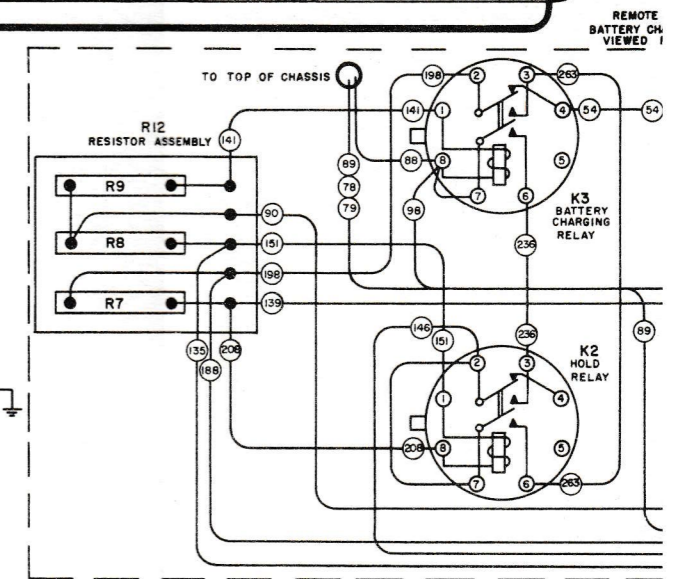 REMOTE
BATTERY CH
VIEWED
TO TOP OF CHASSIS
198
2
3
263
141
1
4
54
54
R12
RESISTOR ASSEMBLY
141
89
88
8
5
78
R9
79
7
6
K3
BATTERY
CHARGING
RELAY
90
98
R8
151
236
198
R7
139
146
151
236
89
135
208
188
2
3
K2
HOLD
RELAY
1
4
208
8
5
7
6
263